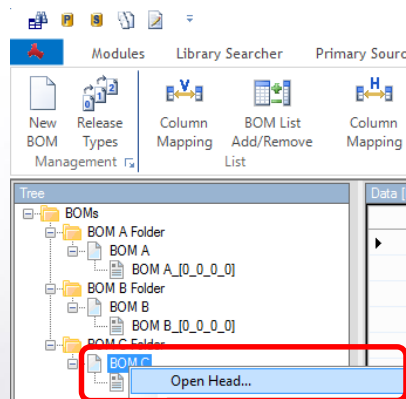 P S
Modules Library Searcher Primary Sourc
New BOM Release Types Column Mapping BOM List Add/Remove Column Mapping
Management List
Tree Data [
BOMs
BOM A Folder
BOM A
BOM A_[0_0_0_0]
BOM B Folder
BOM B
BOM B_[0_0_0_0]
BOM C Folder
BOM C
Open Head...